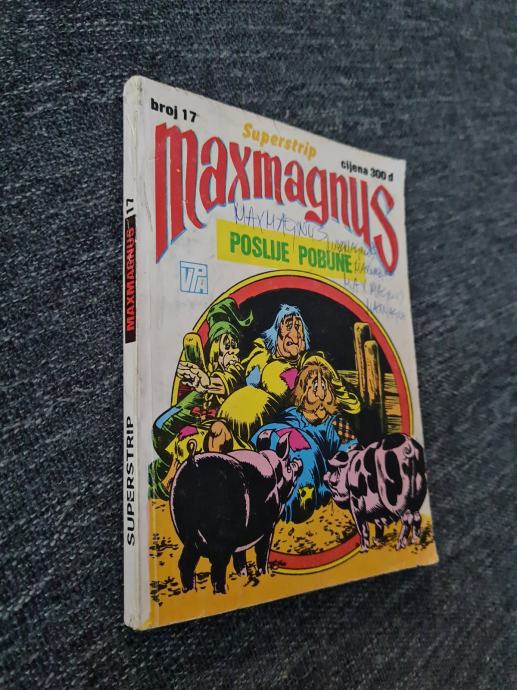 broj 17
Superstrip
cijena 300 d
maxmagnus
MAXMAGNUS
POSLIJE POBUNE
VPA
SUPERSTRIP MAXMAGNUS 17